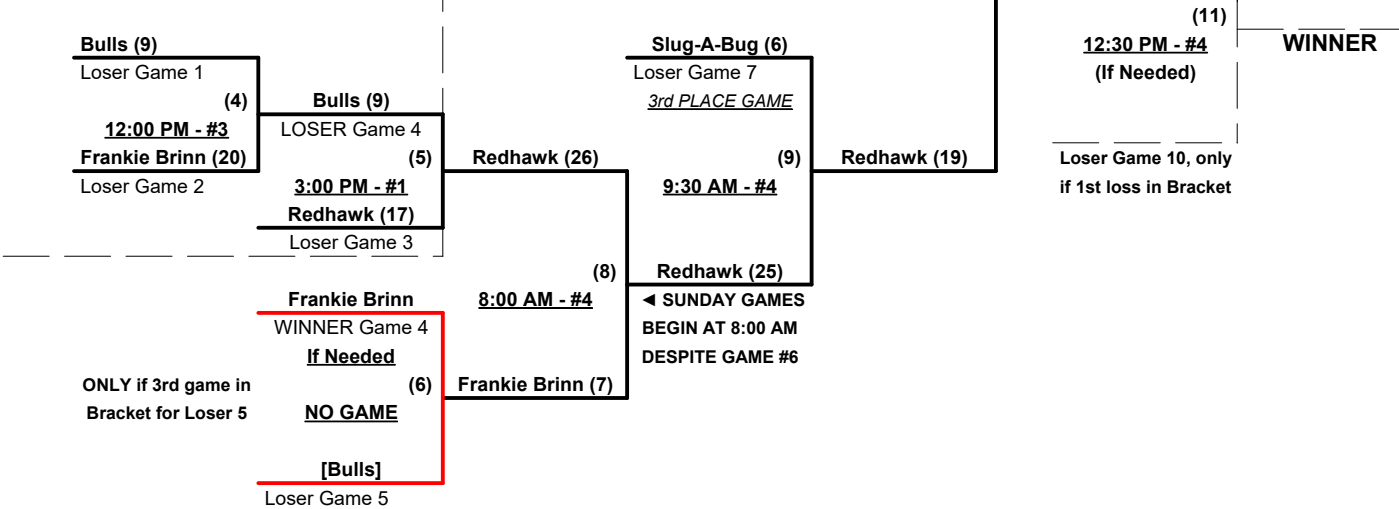 Bulls (9)
Loser Game 1
(4)
12:00 PM - #3
Frankie Brinn (20)
Loser Game 2
Bulls (9)
LOSER Game 4
(5)
3:00 PM - #1
Redhawk (17)
Loser Game 3
Frankie Brinn
WINNER Game 4
If Needed
(6)
NO GAME
[Bulls]
Loser Game 5
ONLY if 3rd game in
Bracket for Loser 5
Redhawk (26)
(8)
8:00 AM - #4
Frankie Brinn (7)
Slug-A-Bug (6)
Loser Game 7
3rd PLACE GAME
(9)
9:30 AM - #4
Redhawk (25)
◄ SUNDAY GAMES
BEGIN AT 8:00 AM
DESPITE GAME #6
Redhawk (19)
(11)
12:30 PM - #4
(If Needed)
WINNER
Loser Game 10, only
if 1st loss in Bracket